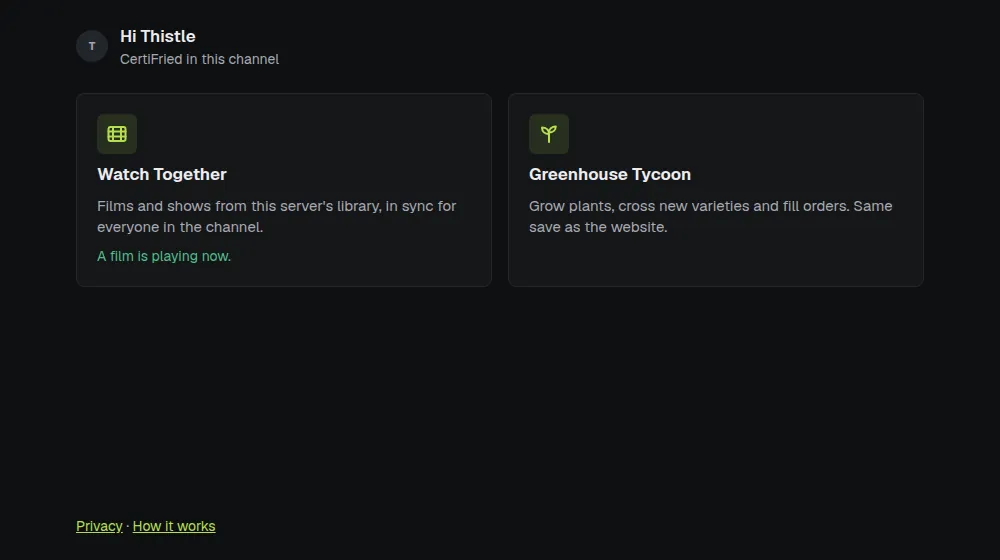 T
Hi Thistle
CertiFried in this channel
Watch Together
Films and shows from this server's library, in sync for
everyone in the channel.
A film is playing now.
Greenhouse Tycoon
Grow plants, cross new varieties and fill orders. Same
save as the website.
Privacy · How it works